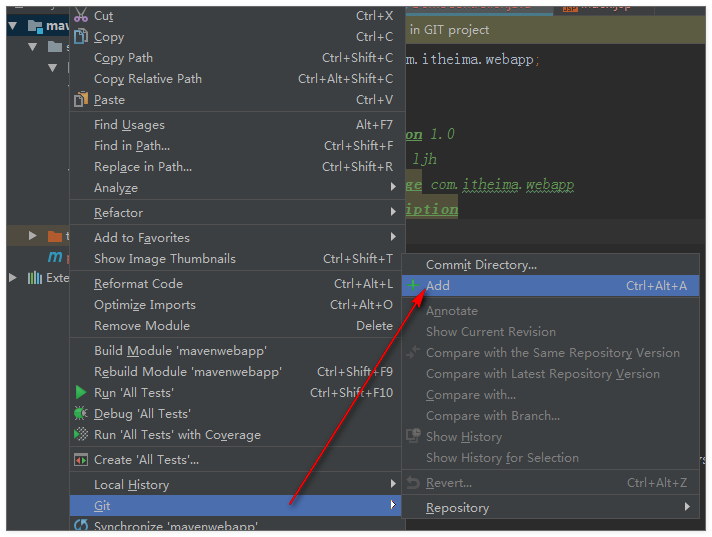 mav
Cut Ctrl+X
Copy Ctrl+C
Copy Path Ctrl+Shift+C
Copy Relative Path Ctrl+Alt+Shift+C
Paste Ctrl+V
Find Usages Alt+F7
Find in Path... Ctrl+Shift+F
Replace in Path... Ctrl+Shift+R
Analyze
Refactor
Add to Favorites
Show Image Thumbnails Ctrl+Shift+T
Reformat Code Ctrl+Alt+L
Optimize Imports Ctrl+Alt+O
Remove Module Delete
Build Module 'mavenwebapp'
Rebuild Module 'mavenwebapp' Ctrl+Shift+F9
Run 'All Tests' Ctrl+Shift+F10
Debug 'All Tests'
Run 'All Tests' with Coverage
Create 'All Tests'...
Local History
Git
Synchronize 'mavenwebapp'
s
t
Exte
in GIT project
m.itheima.webapp;
on 1.0
ljh
ge com.itheima.webapp
iption
Commit Directory...
Add Ctrl+Alt+A
Annotate
Show Current Revision
Compare with the Same Repository Version
Compare with Latest Repository Version
Compare with...
Compare with Branch...
Show History
Show History for Selection
Revert... Ctrl+Alt+Z
Repository